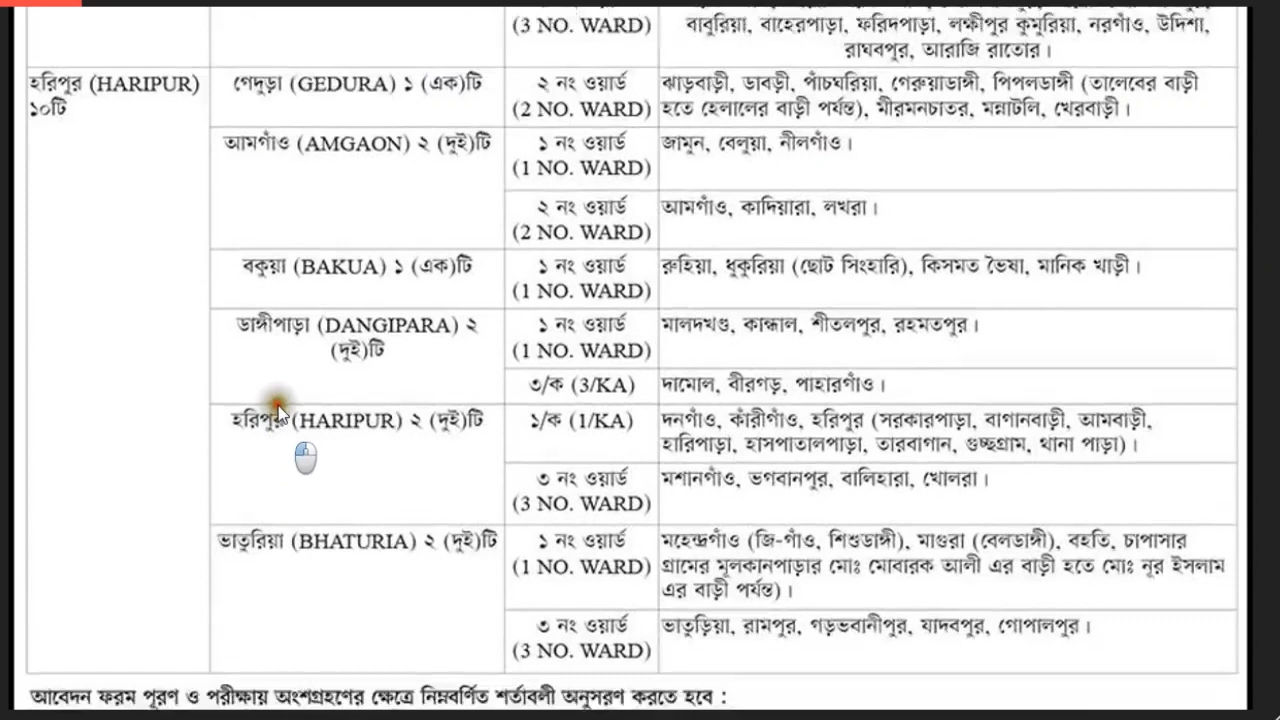 (3 NO. WARD)
বাবুরিয়া, বাহেরপাড়া, ফরিদপাড়া, লক্ষীপুর কুমুরিয়া, নরগাঁও, উদিশা,
রাঘবপুর, আরাজি রাতোর।
হরিপুর (HARIPUR)
১০টি
গেদুড়া (GEDURA) ১ (এক)টি
২ নং ওয়ার্ড
(2 NO. WARD)
ঝাড়বাড়ী, ডাবড়ী, পাঁচঘরিয়া, গেরুয়াডাঙ্গী, পিপলডাঙ্গী (তালেবের বাড়ী
হতে হেলালের বাড়ী পর্যন্ত), মীরমনচাতর, মন্নাটলি, খেরবাড়ী।
আমগাঁও (AMGAON) ২ (দুই)টি
১ নং ওয়ার্ড
(1 NO. WARD)
জামুন, বেলুয়া, নীলগাঁও।
২ নং ওয়ার্ড
(2 NO. WARD)
আমগাঁও, কাদিয়ারা, লখরা।
বকুয়া (BAKUA) ১ (এক)টি
১ নং ওয়ার্ড
(1 NO. WARD)
রুহিয়া, ধুকুরিয়া (ছোট সিংহারি), কিসমত ভৈষা, মানিক খাড়ী।
ডাঙ্গীপাড়া (DANGIPARA) ২
(দুই)টি
১ নং ওয়ার্ড
(1 NO. WARD)
মালদখণ্ড, কান্ধাল, শীতলপুর, রহমতপুর।
৩/ক (3/KA)
দামোল, বীরগড়, পাহারগাঁও।
হরিপুর (HARIPUR) ২ (দুই)টি
১/ক (1/KA)
দনগাঁও, কাঁরীগাঁও, হরিপুর (সরকারপাড়া, বাগানবাড়ী, আমবাড়ী,
হারিপাড়া, হাসপাতালপাড়া, তারবাগান, গুচ্ছগ্রাম, থানা পাড়া)।
৩ নং ওয়ার্ড
(3 NO. WARD)
মশানগাঁও, ভগবানপুর, বালিহারা, খোলরা।
ভাতুরিয়া (BHATURIA) ২ (দুই)টি
১ নং ওয়ার্ড
(1 NO. WARD)
মহেন্দ্রগাঁও (জি-গাঁও, শিশুডাঙ্গী), মাগুরা (বেলডাঙ্গী), বহতি, চাপাসার
গ্রামের মূলকানপাড়ার মোঃ মোবারক আলী এর বাড়ী হতে মোঃ নূর ইসলাম
এর বাড়ী পর্যন্ত)।
৩ নং ওয়ার্ড
(3 NO. WARD)
ভাতুড়িয়া, রামপুর, গড়ভবানীপুর, যাদবপুর, গোপালপুর।
আবেদন ফরম পূরণ ও পরীক্ষায় অংশগ্রহণের ক্ষেত্রে নিম্নবর্ণিত শর্তাবলী অনুসরণ করতে হবে :